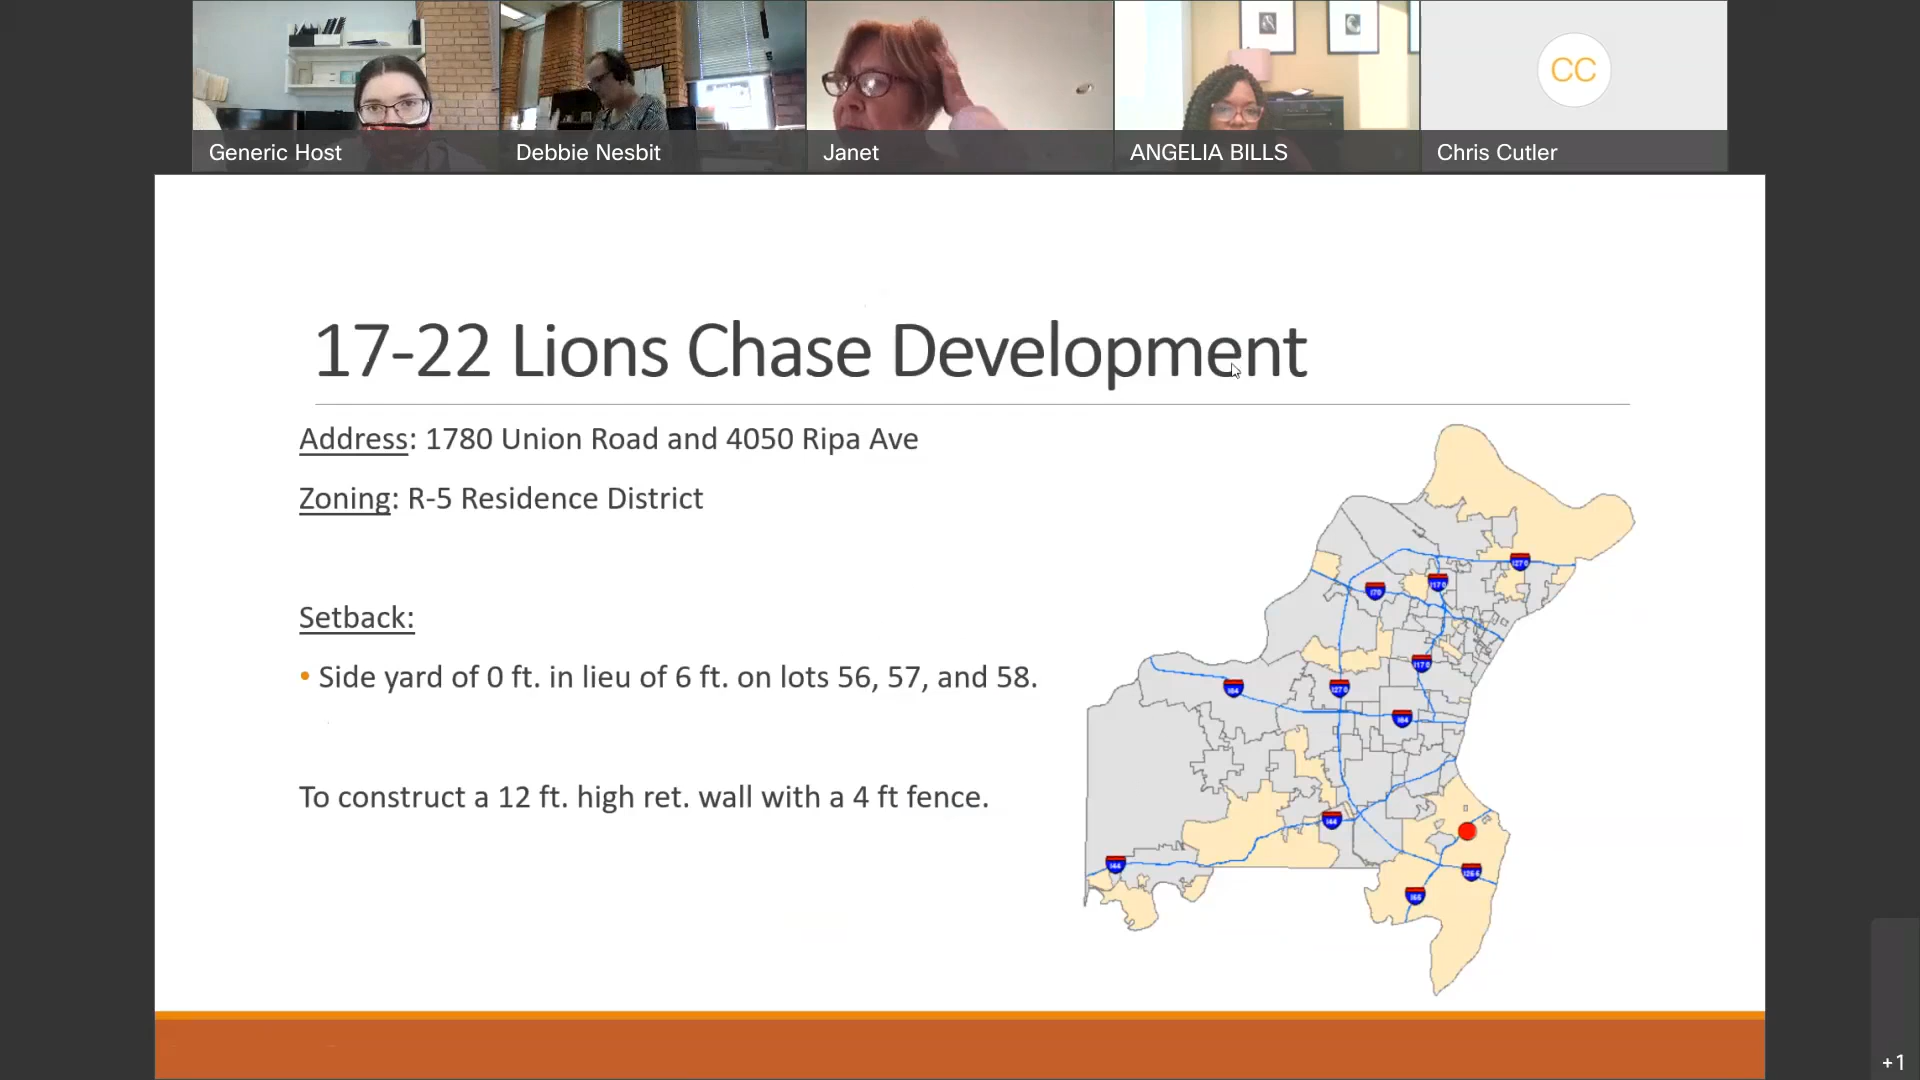 Generic Host
Debbie Nesbit
Janet
ANGELIA BILLS
CC
Chris Cutler
17-22 Lions Chase Development
Address: 1780 Union Road and 4050 Ripa Ave
Zoning: R-5 Residence District
Setback:
• Side yard of 0 ft. in lieu of 6 ft. on lots 56, 57, and 58.
To construct a 12 ft. high ret. wall with a 4 ft fence.
+1